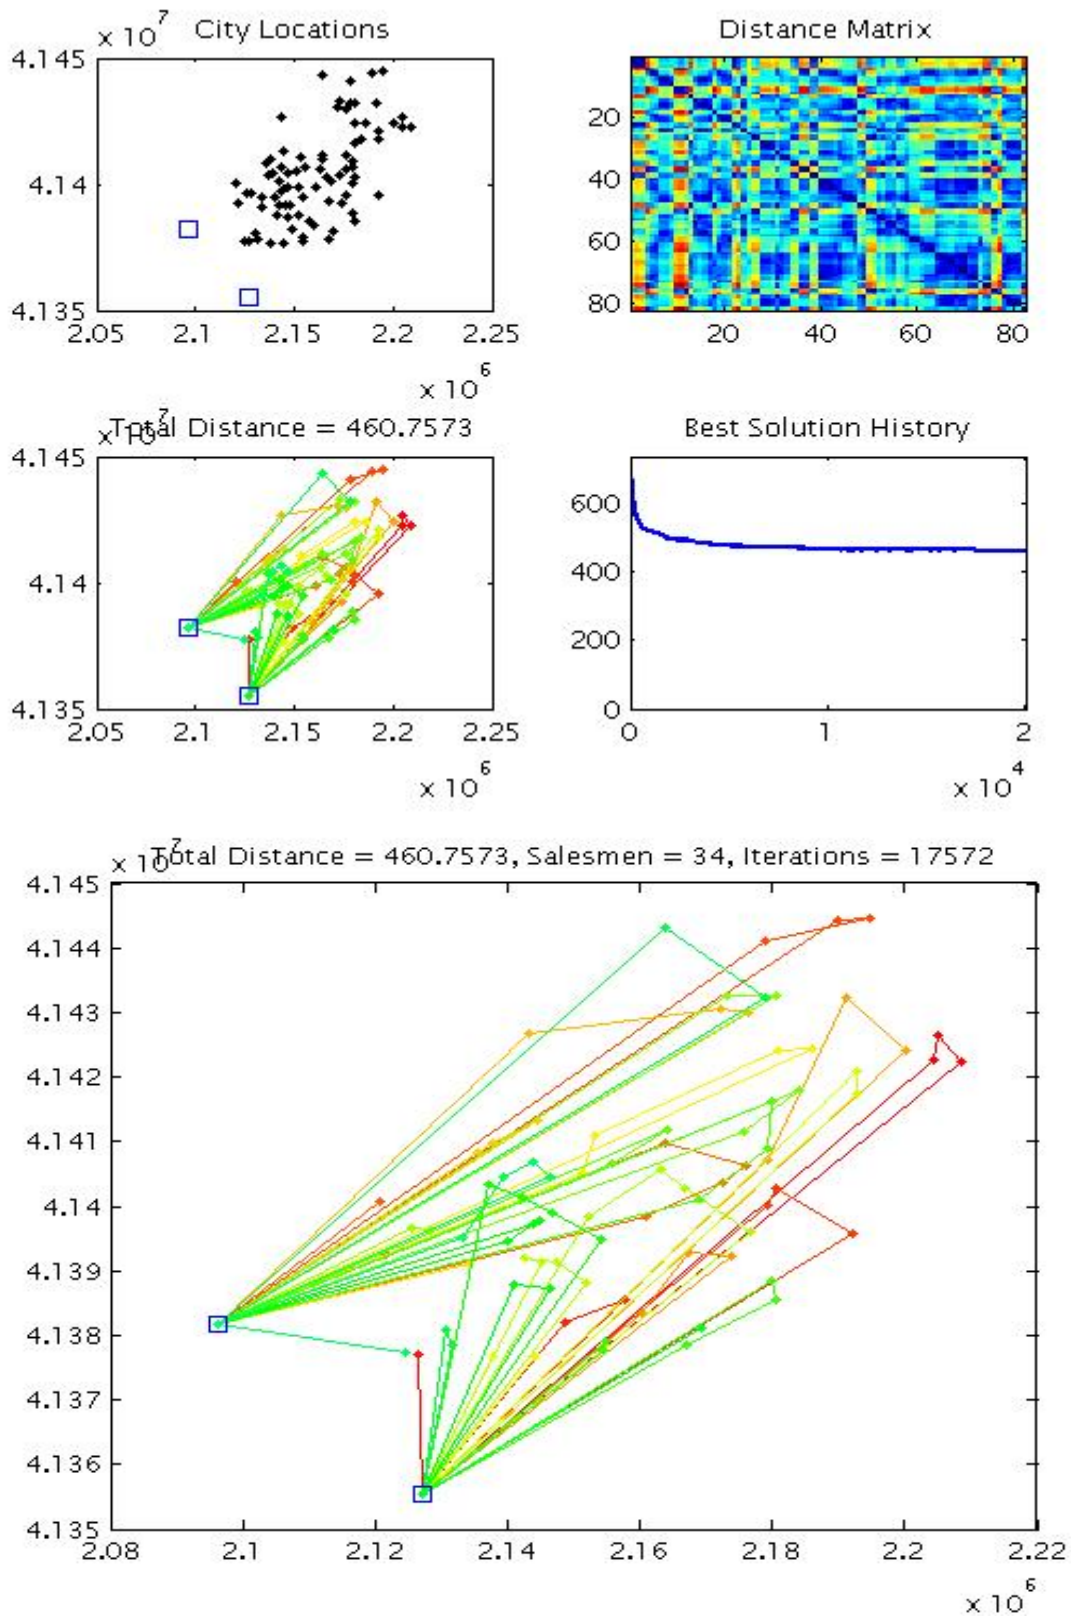 × 10^7 City Locations
4.145
4.14
4.135
2.05 2.1 2.15 2.2 2.25
× 10^6
Distance Matrix
20
40
60
80
20 40 60 80
× 10^7 Total Distance = 460.7573
4.145
4.14
4.135
2.05 2.1 2.15 2.2 2.25
× 10^6
Best Solution History
600
400
200
0
0 1 2
× 10^4
× 10^7 Total Distance = 460.7573, Salesmen = 34, Iterations = 17572
4.145
4.144
4.143
4.142
4.141
4.14
4.139
4.138
4.137
4.136
4.135
2.08 2.1 2.12 2.14 2.16 2.18 2.2 2.22
× 10^6